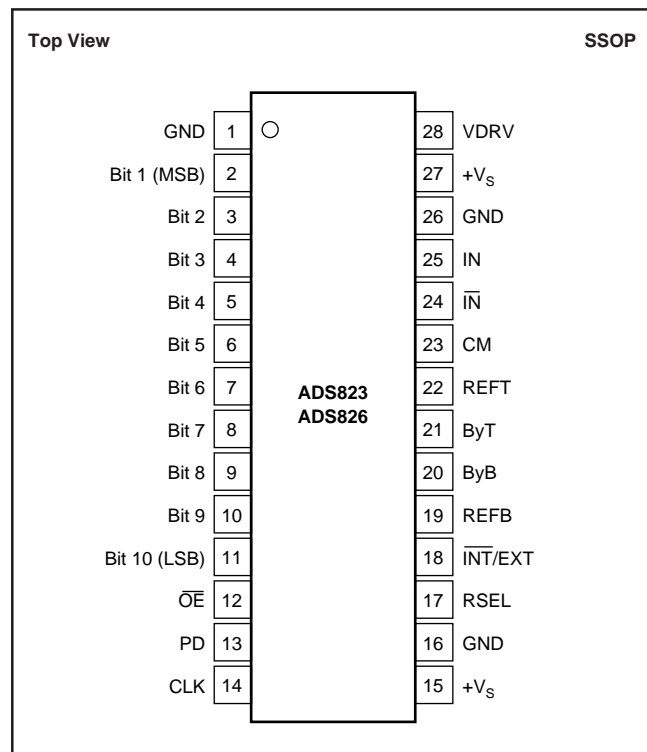 Top View SSOP
GND 1 28 VDRV
Bit 1 (MSB) 2 27 +VS
Bit 2 3 26 GND
Bit 3 4 25 IN
Bit 4 5 24 I̅N̅
Bit 5 6 23 CM
Bit 6 7 ADS823 22 REFT
ADS826
Bit 7 8 21 ByT
Bit 8 9 20 ByB
Bit 9 10 19 REFB
Bit 10 (LSB) 11 18 I̅N̅T̅/EXT
O̅E̅ 12 17 RSEL
PD 13 16 GND
CLK 14 15 +VS